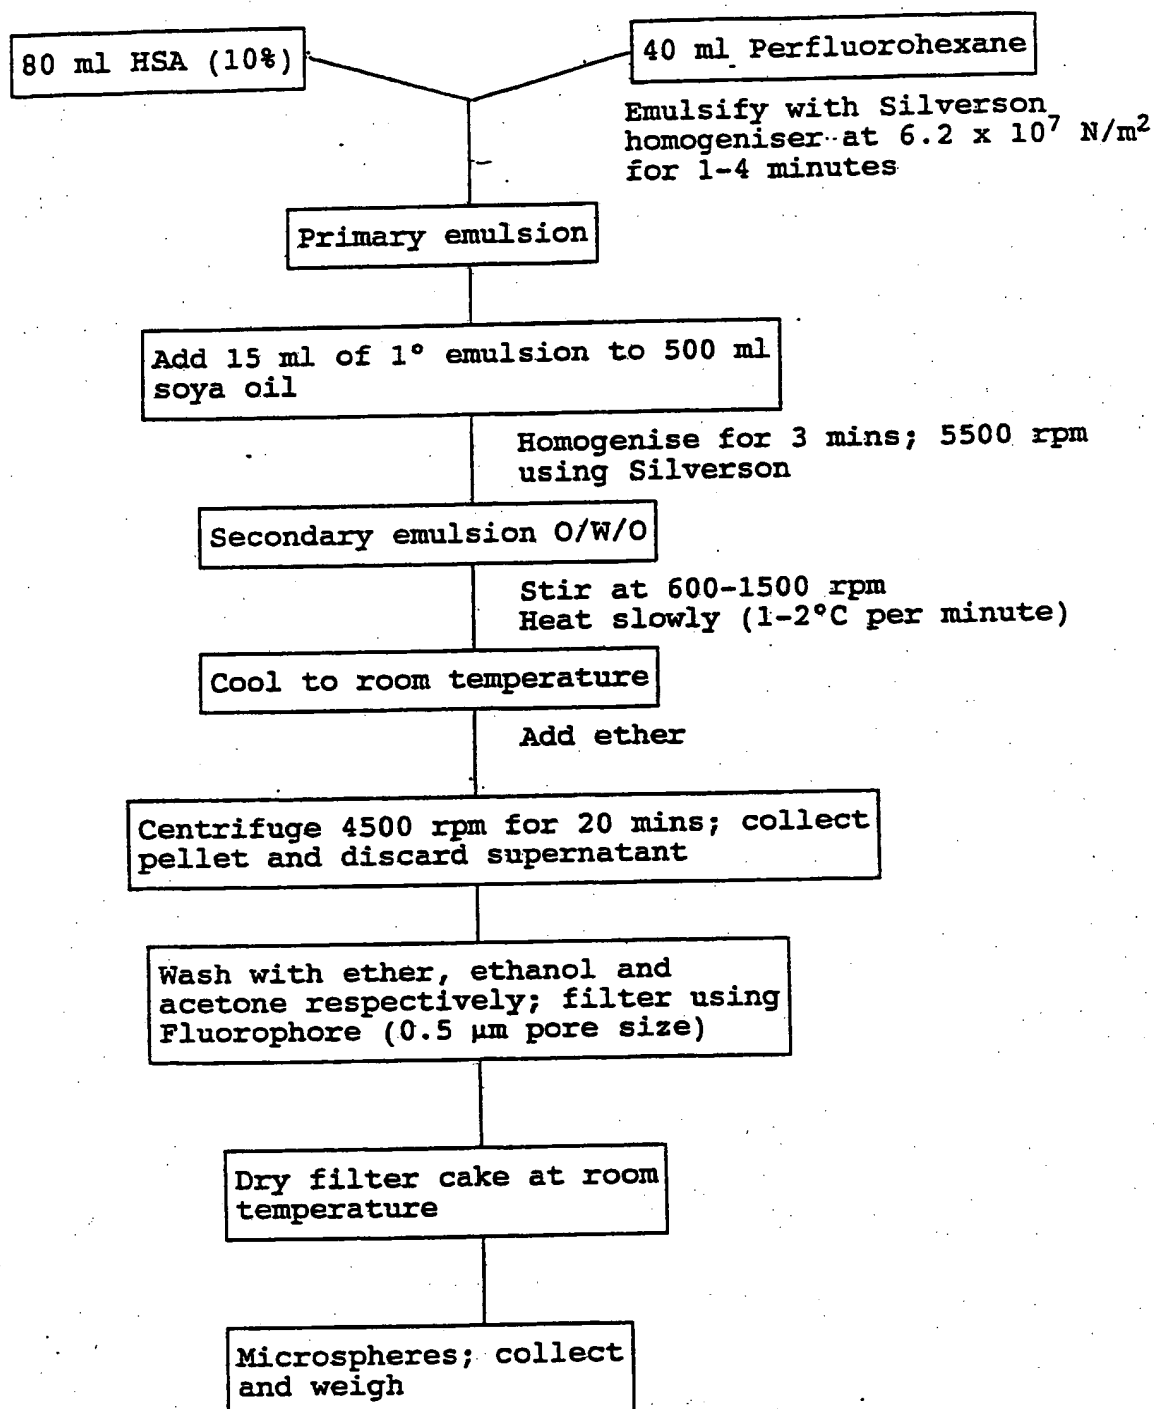 80 ml HSA (10%)
40 ml Perfluorohexane
Emulsify with Silverson
homogeniser at 6.2 x 10⁷ N/m²
for 1-4 minutes
Primary emulsion
Add 15 ml of 1° emulsion to 500 ml
soya oil
Homogenise for 3 mins; 5500 rpm
using Silverson
Secondary emulsion O/W/O
Stir at 600-1500 rpm
Heat slowly (1-2°C per minute)
Cool to room temperature
Add ether
Centrifuge 4500 rpm for 20 mins; collect
pellet and discard supernatant
Wash with ether, ethanol and
acetone respectively; filter using
Fluorophore (0.5 µm pore size)
Dry filter cake at room
temperature
Microspheres; collect
and weigh